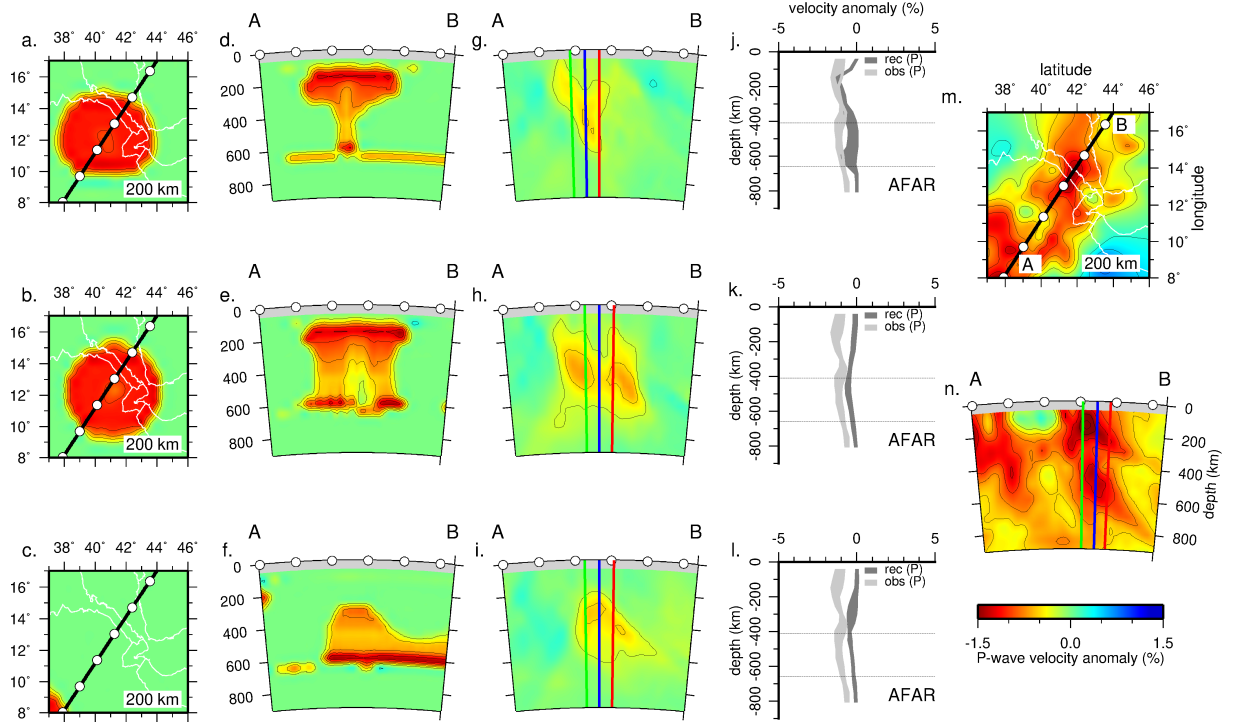 a.
38° 40° 42° 44° 46°
16°
14°
12°
10°
8°
200 km
d.
A B
0
200
400
600
800
g.
A B
velocity anomaly (%)
j.
-5 0 5
0
-200
-400
-600
-800
depth (km)
rec (P)
obs (P)
AFAR
latitude
m.
38° 40° 42° 44° 46°
16°
14°
12°
10°
8°
longitude
B
A
200 km
b.
38° 40° 42° 44° 46°
16°
14°
12°
10°
8°
200 km
e.
A B
0
200
400
600
800
h.
A B
k.
-5 0 5
0
-200
-400
-600
-800
depth (km)
rec (P)
obs (P)
AFAR
n.
A B
0
200
400
600
800
depth (km)
c.
38° 40° 42° 44° 46°
16°
14°
12°
10°
8°
200 km
f.
A B
0
200
400
600
800
i.
A B
l.
-5 0 5
0
-200
-400
-600
-800
depth (km)
rec (P)
obs (P)
AFAR
-1.5 0.0 1.5
P-wave velocity anomaly (%)